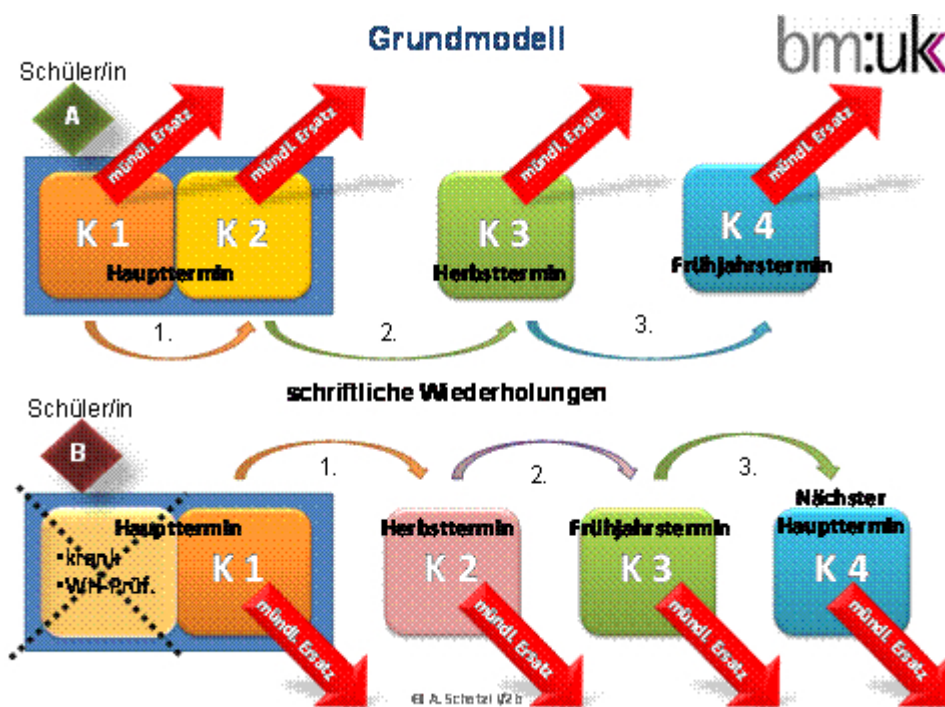 Grundmodell
bm:uk
Schüler/in
A
mündl. Ersatz
mündl. Ersatz
mündl. Ersatz
mündl. Ersatz
K 1
K 2
K 3
K 4
Haupttermin
Herbsttermin
Frühjahrstermin
1.
2.
3.
schriftliche Wiederholungen
Schüler/in
B
1.
2.
3.
Haupttermin
Herbsttermin
Frühjahrstermin
Nächster
Haupttermin
•krank
•WH-Prüf.
K 1
K 2
K 3
K 4
mündl. Ersatz
mündl. Ersatz
mündl. Ersatz
mündl. Ersatz
A. Schatzl I/2b